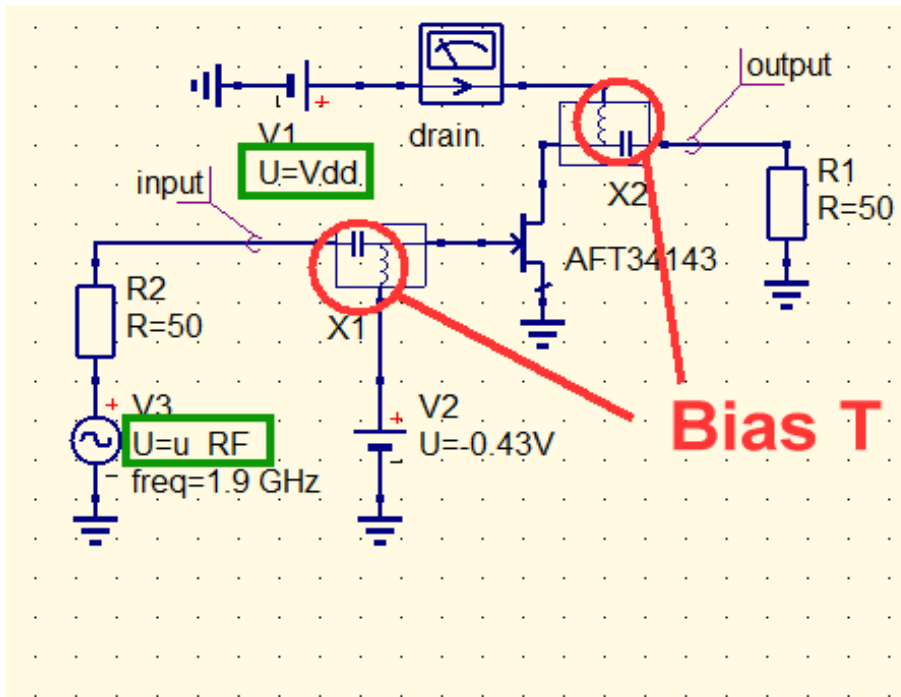 output
drain
V1
U=Vdd
input
X2
R1
R=50
AFT34143
R2
R=50
X1
V3
U=u_RF
freq=1.9 GHz
V2
U=-0.43V
Bias T